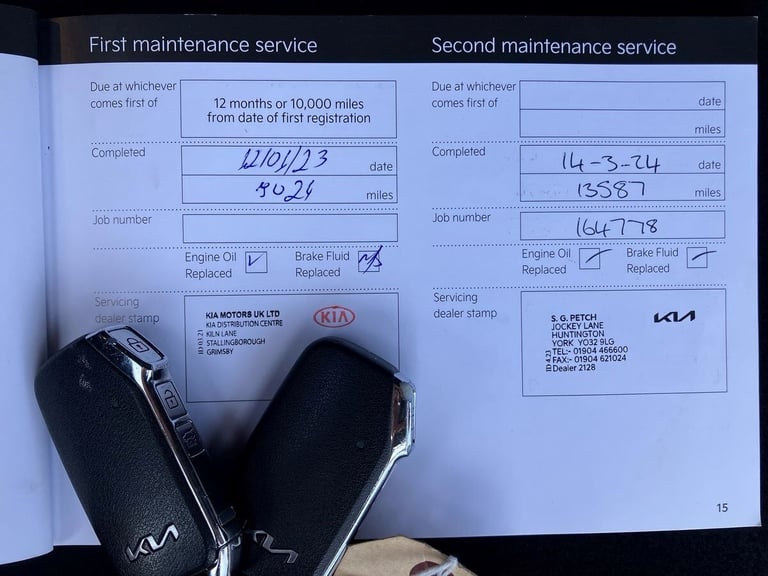 First maintenance service
Due at whichever
comes first of
12 months or 10,000 miles
from date of first registration
Completed
12/01/23 date
9024 miles
Job number
Engine Oil
Replaced
Brake Fluid
Replaced
Servicing
dealer stamp
KIA MOTORS UK LTD
KIA DISTRIBUTION CENTRE
KILN LANE
STALLINGBOROUGH
GRIMSBY
KIA
Second maintenance service
Due at whichever
comes first of
date
miles
Completed
14-3-24 date
13587 miles
Job number
164778
Engine Oil
Replaced
Brake Fluid
Replaced
Servicing
dealer stamp
S. G. PETCH
JOCKEY LANE
HUNTINGTON
YORK YO32 9LG
TEL:- 01904 466600
FAX:- 01904 621024
Dealer 2128
KIA
15
KIA
KIA